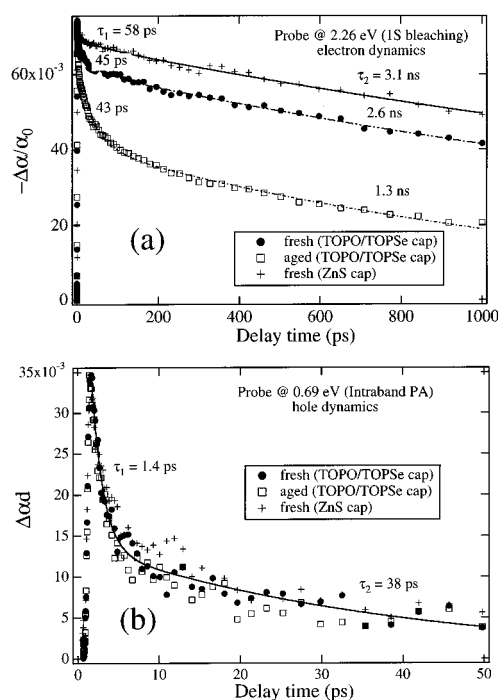 τ1 = 58 ps
Probe @ 2.26 eV (1S bleaching)
electron dynamics
60x10-3
45 ps
τ2 = 3.1 ns
43 ps
2.6 ns
40
−Δα/α0
1.3 ns
20
(a)
● fresh (TOPO/TOPSe cap)
□ aged (TOPO/TOPSe cap)
+ fresh (ZnS cap)
0
0 200 400 600 800 1000
Delay time (ps)
35x10-3
Probe @ 0.69 eV (Intraband PA)
hole dynamics
30
25
τ1 = 1.4 ps
● fresh (TOPO/TOPSe cap)
□ aged (TOPO/TOPSe cap)
+ fresh (ZnS cap)
20
Δαd
15
10
τ2 = 38 ps
5
(b)
0
0 10 20 30 40 50
Delay time (ps)